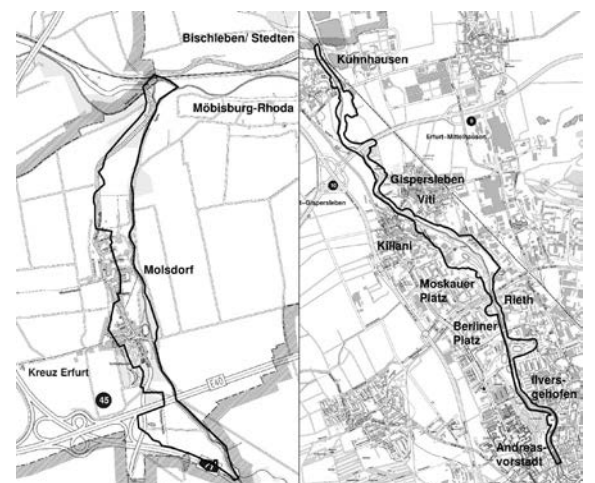 Bischleben/ Stedten
Möbisburg-Rhoda
Molsdorf
Kreuz Erfurt
45
Kühnhausen
Erfurt-Mittelhausen
Gispersleben
Viti
t-Gispersleben
Kiliani
Moskauer
Platz
Rieth
Berliner
Platz
Ilvers-
gehofen
Andreas-
vorstadt